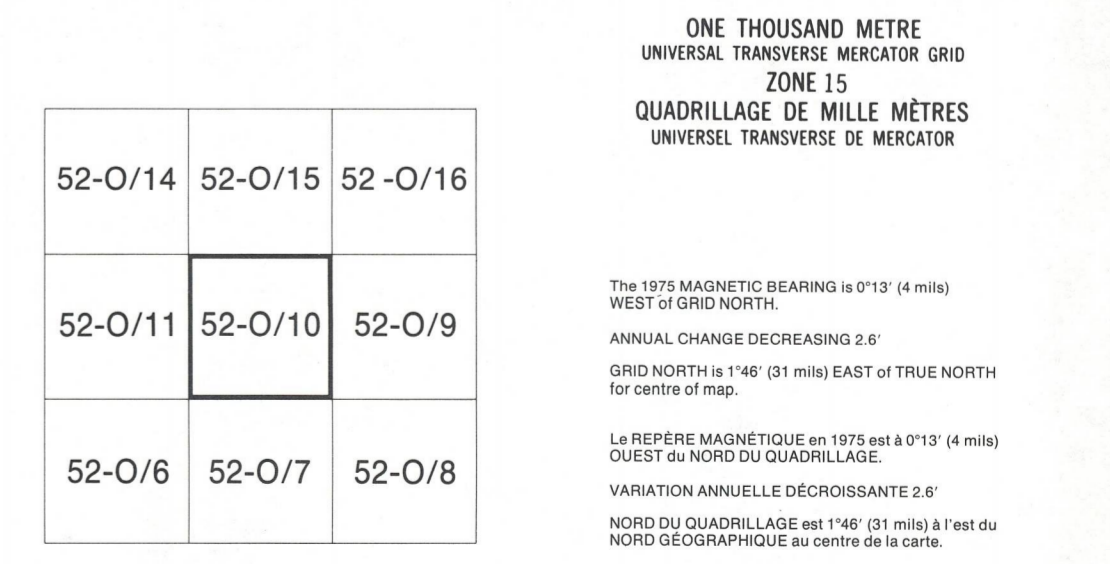 ONE THOUSAND METRE
UNIVERSAL TRANSVERSE MERCATOR GRID
ZONE 15
QUADRILLAGE DE MILLE MÈTRES
UNIVERSEL TRANSVERSE DE MERCATOR
52-O/14 52-O/15 52 -O/16
52-O/11 52-O/10 52-O/9
52-O/6 52-O/7 52-O/8
The 1975 MAGNETIC BEARING is 0°13′ (4 mils)
WEST of GRID NORTH.
ANNUAL CHANGE DECREASING 2.6′
GRID NORTH is 1°46′ (31 mils) EAST of TRUE NORTH
for centre of map.
Le REPÈRE MAGNÉTIQUE en 1975 est à 0°13′ (4 mils)
OUEST du NORD DU QUADRILLAGE.
VARIATION ANNUELLE DÉCROISSANTE 2.6′
NORD DU QUADRILLAGE est 1°46′ (31 mils) à l'est du
NORD GÉOGRAPHIQUE au centre de la carte.